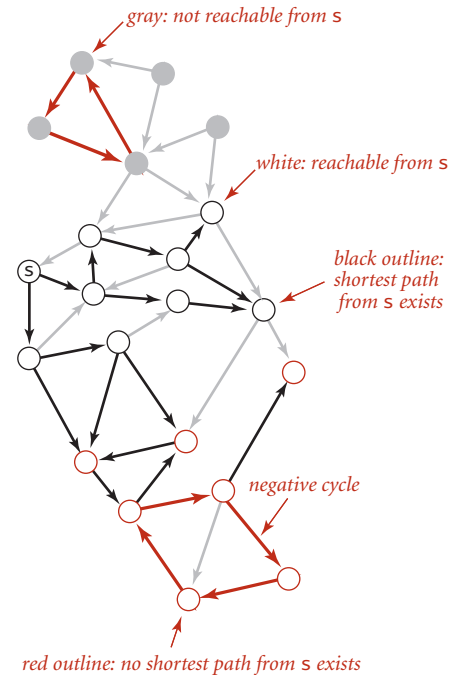 gray: not reachable from s
white: reachable from s
s
black outline:
shortest path
from s exists
negative cycle
red outline: no shortest path from s exists